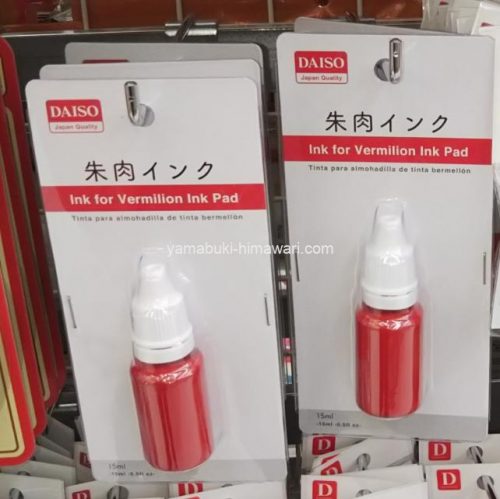 DAISO
Japan Quality
朱肉インク
Ink for Vermilion Ink Pad
Tinta para almohadilla de tinta bermellón
15ml
DAISO
Japan Quality
朱肉インク
Ink for Vermilion Ink Pad
Tinta para almohadilla de tinta bermellón
15ml
yamabuki-himawari.com
D
D
D
D